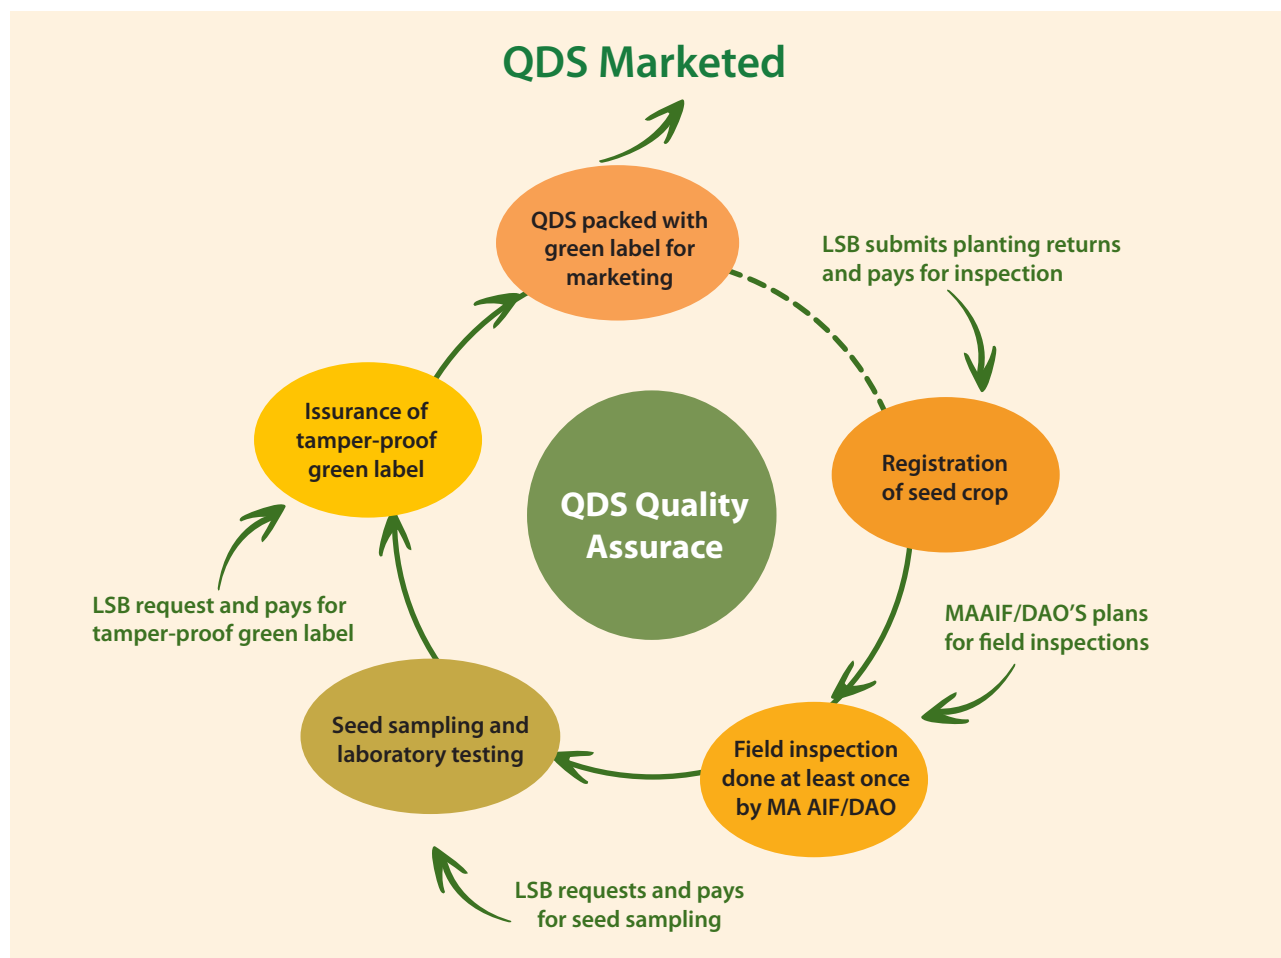 QDS Marketed
QDS packed with
green label for
marketing
LSB submits planting returns
and pays for inspection
Registration
of seed crop
MAAIF/DAO'S plans
for field inspections
Field inspection
done at least once
by MA AIF/DAO
LSB requests and pays
for seed sampling
Seed sampling and
laboratory testing
LSB request and pays for
tamper-proof green label
Issurance of
tamper-proof
green label
QDS Quality
Assurace